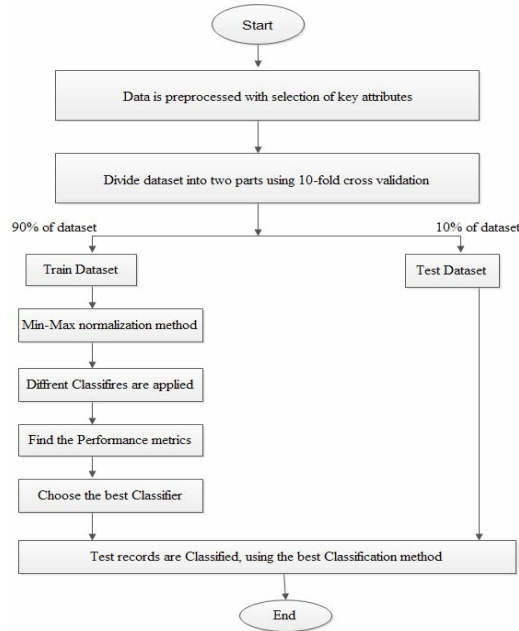 Start
Data is preprocessed with selection of key attributes
Divide dataset into two parts using 10-fold cross validation
90% of dataset
10% of dataset
Train Dataset
Test Dataset
Min-Max normalization method
Diffrent Classifires are applied
Find the Performance metrics
Choose the best Classifier
Test records are Classified, using the best Classification method
End